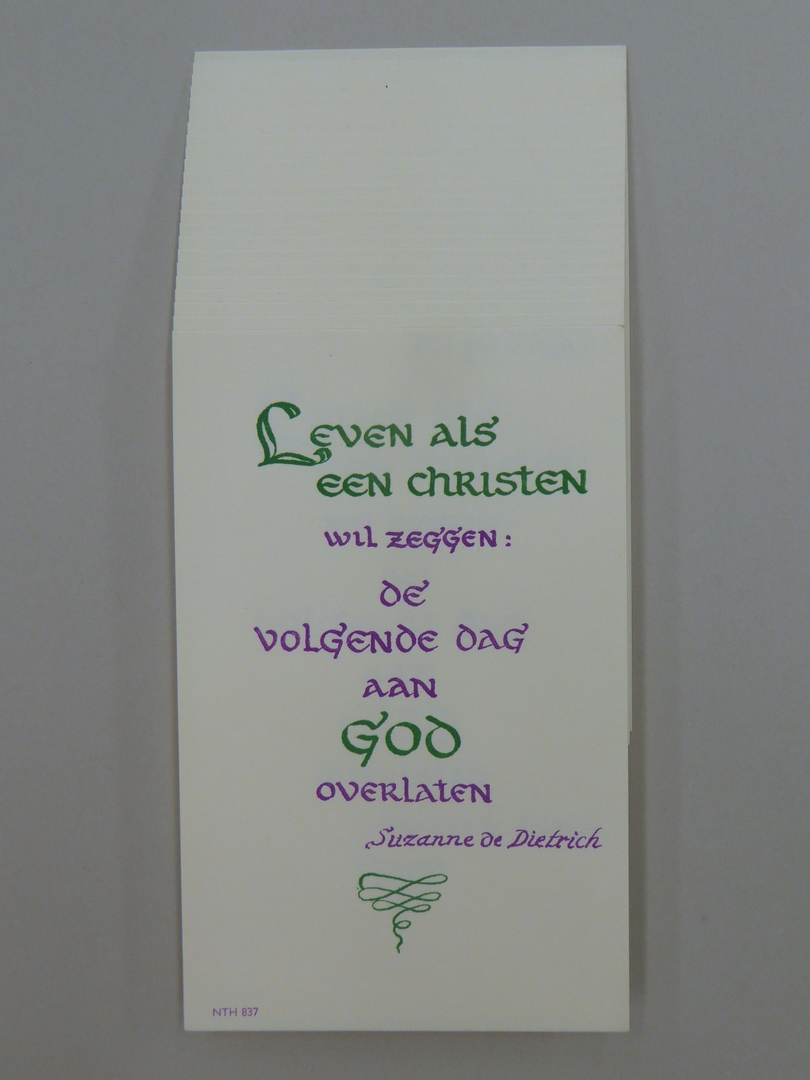 Leven als
een christen
wil zeggen:
de
volgende dag
aan
GOD
overlaten
Suzanne de Dietrich
NTH 837